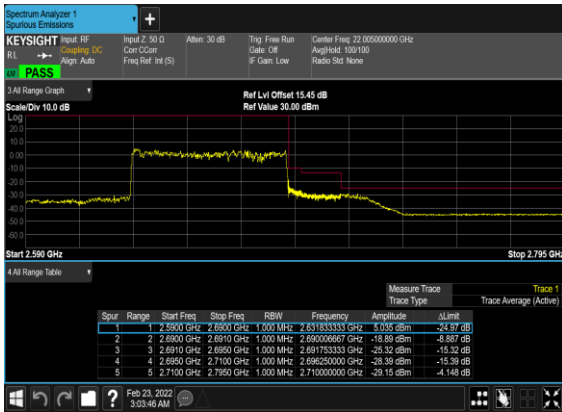 Spectrum Analyzer 1
Spurious Emissions
KEYSIGHT
RL
Input: RF
Coupling: DC
Align: Auto
Input Z: 50 Ω
Corr CCorr
Freq Ref: Int (S)
Atten: 30 dB
Trig: Free Run
Gate: Off
IF Gain: Low
Center Freq: 22.005000000 GHz
Avg|Hold: 100/100
Radio Std: None
PASS
3 All Range Graph
Scale/Div 10.0 dB
Ref Lvl Offset 15.45 dB
Ref Value 30.00 dBm
Log
20.0
10.0
0.00
-10.0
-20.0
-30.0
-40.0
-50.0
-60.0
Start 2.590 GHz
Stop 2.795 GHz
4 All Range Table
Measure Trace Trace 1
Trace Type Trace Average (Active)
Spur Range Start Freq Stop Freq RBW Frequency Amplitude ΔLimit
1 1 2.5900 GHz 2.6900 GHz 1.000 MHz 2.631833333 GHz 5.035 dBm -24.97 dB
2 2 2.6900 GHz 2.6910 GHz 1.000 MHz 2.690006667 GHz -18.89 dBm -8.887 dB
3 3 2.6910 GHz 2.6950 GHz 1.000 MHz 2.691753333 GHz -25.32 dBm -15.32 dB
4 4 2.6950 GHz 2.7100 GHz 1.000 MHz 2.696250000 GHz -28.39 dBm -15.39 dB
5 5 2.7100 GHz 2.7950 GHz 1.000 MHz 2.710000000 GHz -29.15 dBm -4.148 dB
Feb 23, 2022
3:03:46 AM